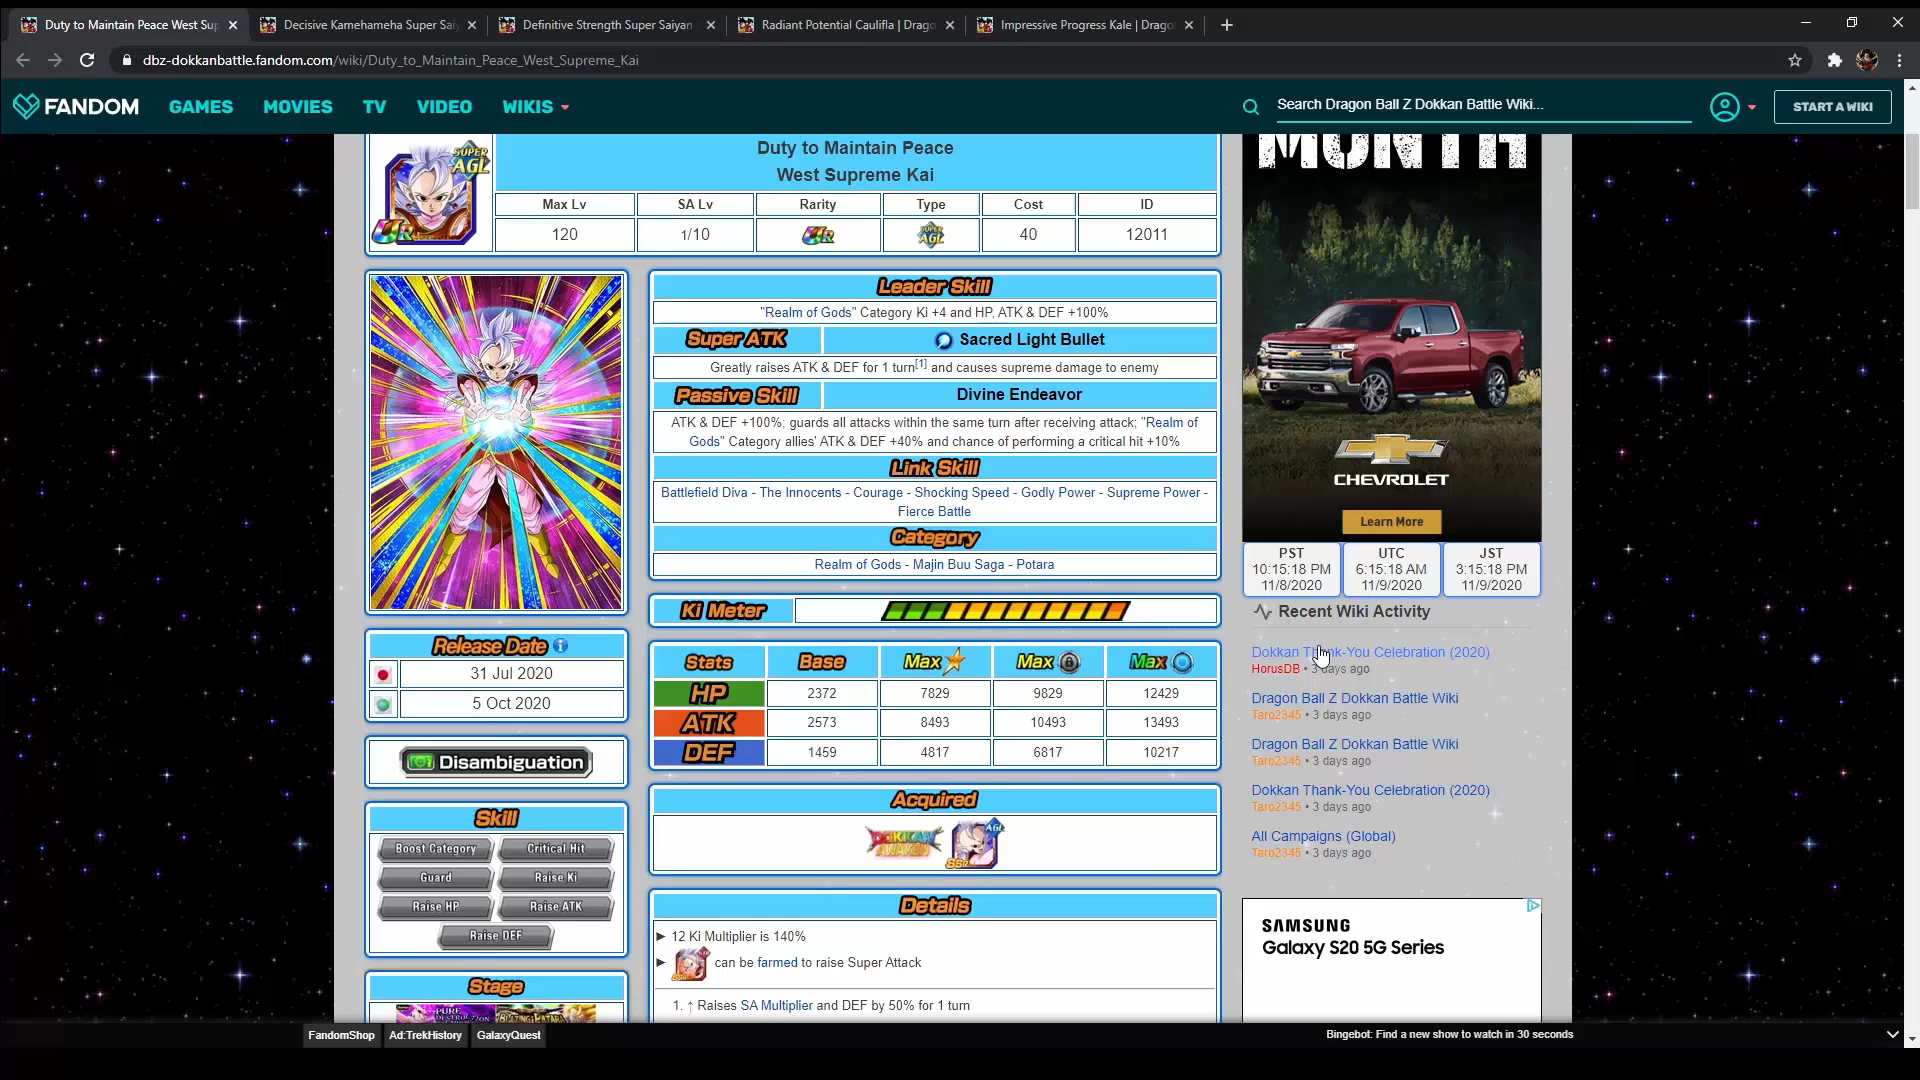 Duty to Maintain Peace West Sup
Decisive Kamehameha Super Sai
Definitive Strength Super Saiyan
Radiant Potential Caulifla | Drago
Impressive Progress Kale | Drago
dbz-dokkanbattle.fandom.com/wiki/Duty_to_Maintain_Peace_West_Supreme_Kai
FANDOM
GAMES
MOVIES
TV
VIDEO
WIKIS
Search Dragon Ball Z Dokkan Battle Wiki...
START A WIKI
SUPER
AGL
UR
Duty to Maintain Peace
West Supreme Kai
Max Lv
SA Lv
Rarity
Type
Cost
ID
120
1/10
UR
SUPER AGL
40
12011
Leader Skill
"Realm of Gods" Category Ki +4 and HP, ATK & DEF +100%
Super ATK
Sacred Light Bullet
Greatly raises ATK & DEF for 1 turn[1] and causes supreme damage to enemy
Passive Skill
Divine Endeavor
ATK & DEF +100%; guards all attacks within the same turn after receiving attack; "Realm of
Gods" Category allies' ATK & DEF +40% and chance of performing a critical hit +10%
Link Skill
Battlefield Diva - The Innocents - Courage - Shocking Speed - Godly Power - Supreme Power -
Fierce Battle
Category
Realm of Gods - Majin Buu Saga - Potara
Ki Meter
Stats
Base
Max
Max
Max
HP
2372
7829
9829
12429
ATK
2573
8493
10493
13493
DEF
1459
4817
6817
10217
Acquired
DOKKAN
AWAKEN
AGL
SSR
Details
► 12 Ki Multiplier is 140%
► can be farmed to raise Super Attack
1. ↑ Raises SA Multiplier and DEF by 50% for 1 turn
Release Date
31 Jul 2020
5 Oct 2020
Disambiguation
Skill
Boost Category
Critical Hit
Guard
Raise Ki
Raise HP
Raise ATK
Raise DEF
Stage
MONTH
CHEVROLET
Learn More
PST
10:15:18 PM
11/8/2020
UTC
6:15:18 AM
11/9/2020
JST
3:15:18 PM
11/9/2020
Recent Wiki Activity
Dokkan Thank-You Celebration (2020)
HorusDB • 3 days ago
Dragon Ball Z Dokkan Battle Wiki
Taro2345 • 3 days ago
Dragon Ball Z Dokkan Battle Wiki
Taro2345 • 3 days ago
Dokkan Thank-You Celebration (2020)
Taro2345 • 3 days ago
All Campaigns (Global)
Taro2345 • 3 days ago
SAMSUNG
Galaxy S20 5G Series
FandomShop
Ad:TrekHistory
GalaxyQuest
Bingebot: Find a new show to watch in 30 seconds